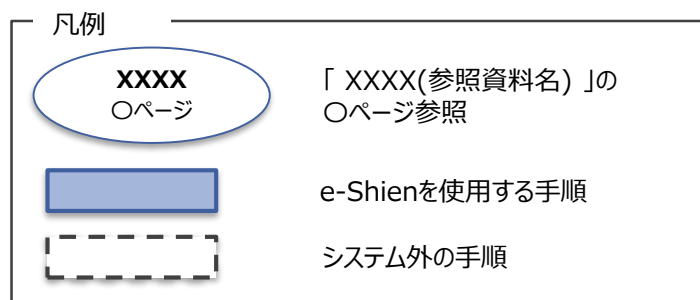 凡例
XXXX
〇ページ
「 XXXX(参照資料名) 」の
〇ページ参照
e-Shienを使用する手順
システム外の手順